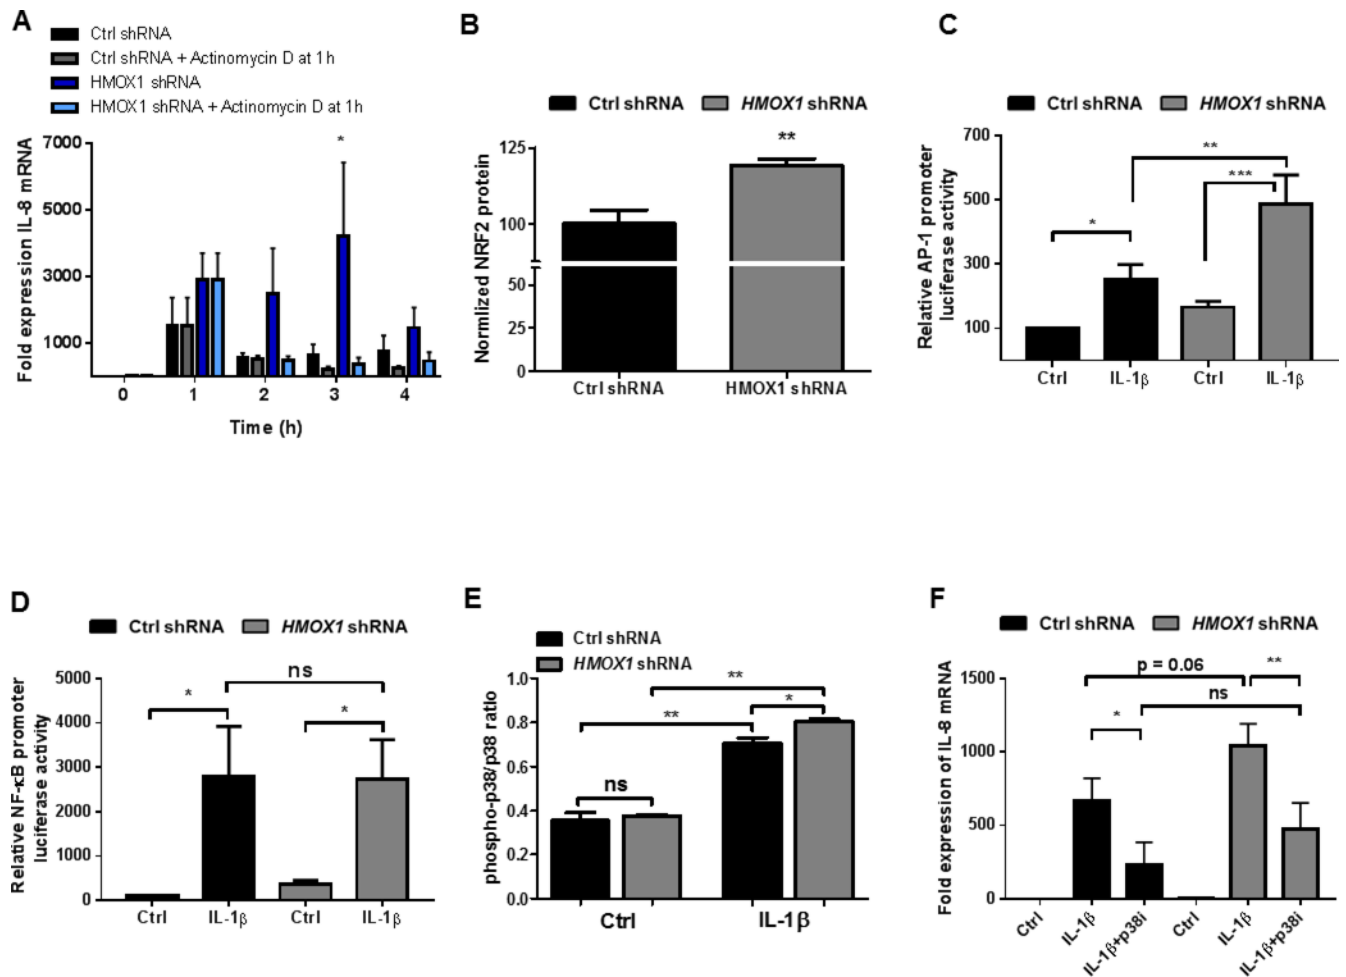 A
Ctrl shRNA
Ctrl shRNA + Actinomycin D at 1h
HMOX1 shRNA
HMOX1 shRNA + Actinomycin D at 1h
Fold expression IL-8 mRNA
7000
5000
3000
1000
*
0 1 2 3 4
Time (h)
B
Ctrl shRNA HMOX1 shRNA
Normlized NRF2 protein
125
100
50
25
0
**
Ctrl shRNA HMOX1 shRNA
C
Ctrl shRNA HMOX1 shRNA
Relative AP-1 promoter
luciferase activity
700
500
300
100
**
***
*
Ctrl IL-1β Ctrl IL-1β
D
Ctrl shRNA HMOX1 shRNA
Relative NF-κB promoter
luciferase activity
5000
4000
3000
2000
1000
0
ns
*
*
Ctrl IL-1β Ctrl IL-1β
E
Ctrl shRNA
HMOX1 shRNA
phospho-p38/p38 ratio
1.0
0.8
0.6
0.4
0.2
0.0
**
*
**
ns
Ctrl IL-1β
F
Ctrl shRNA HMOX1 shRNA
Fold expression of IL-8 mRNA
1500
1000
500
0
p = 0.06
**
ns
*
Ctrl IL-1β IL-1β+p38i Ctrl IL-1β IL-1β+p38i